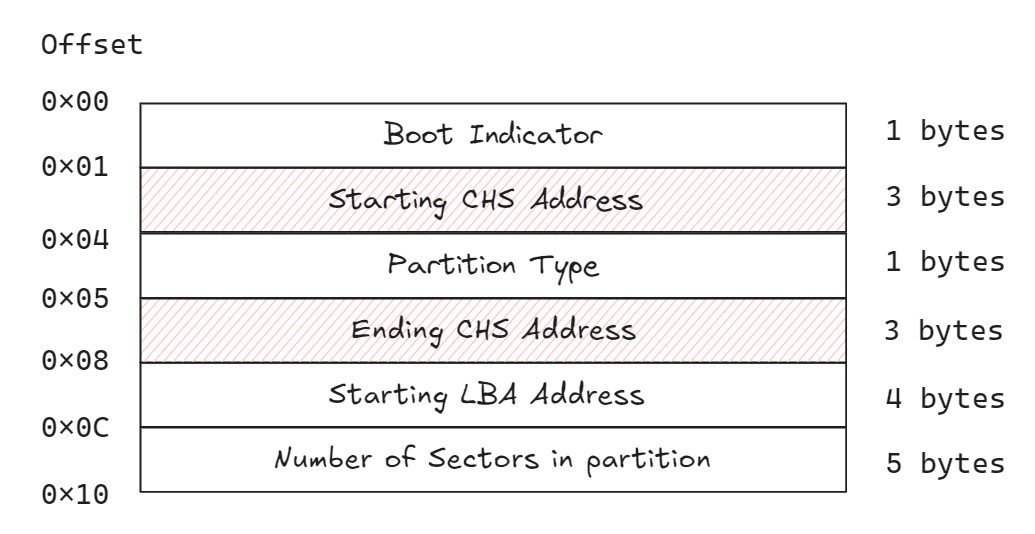 Offset
0×00
Boot Indicator 1 bytes
0×01
Starting CHS Address 3 bytes
0×04
Partition Type 1 bytes
0×05
Ending CHS Address 3 bytes
0×08
Starting LBA Address 4 bytes
0×0C
Number of Sectors in partition 5 bytes
0×10